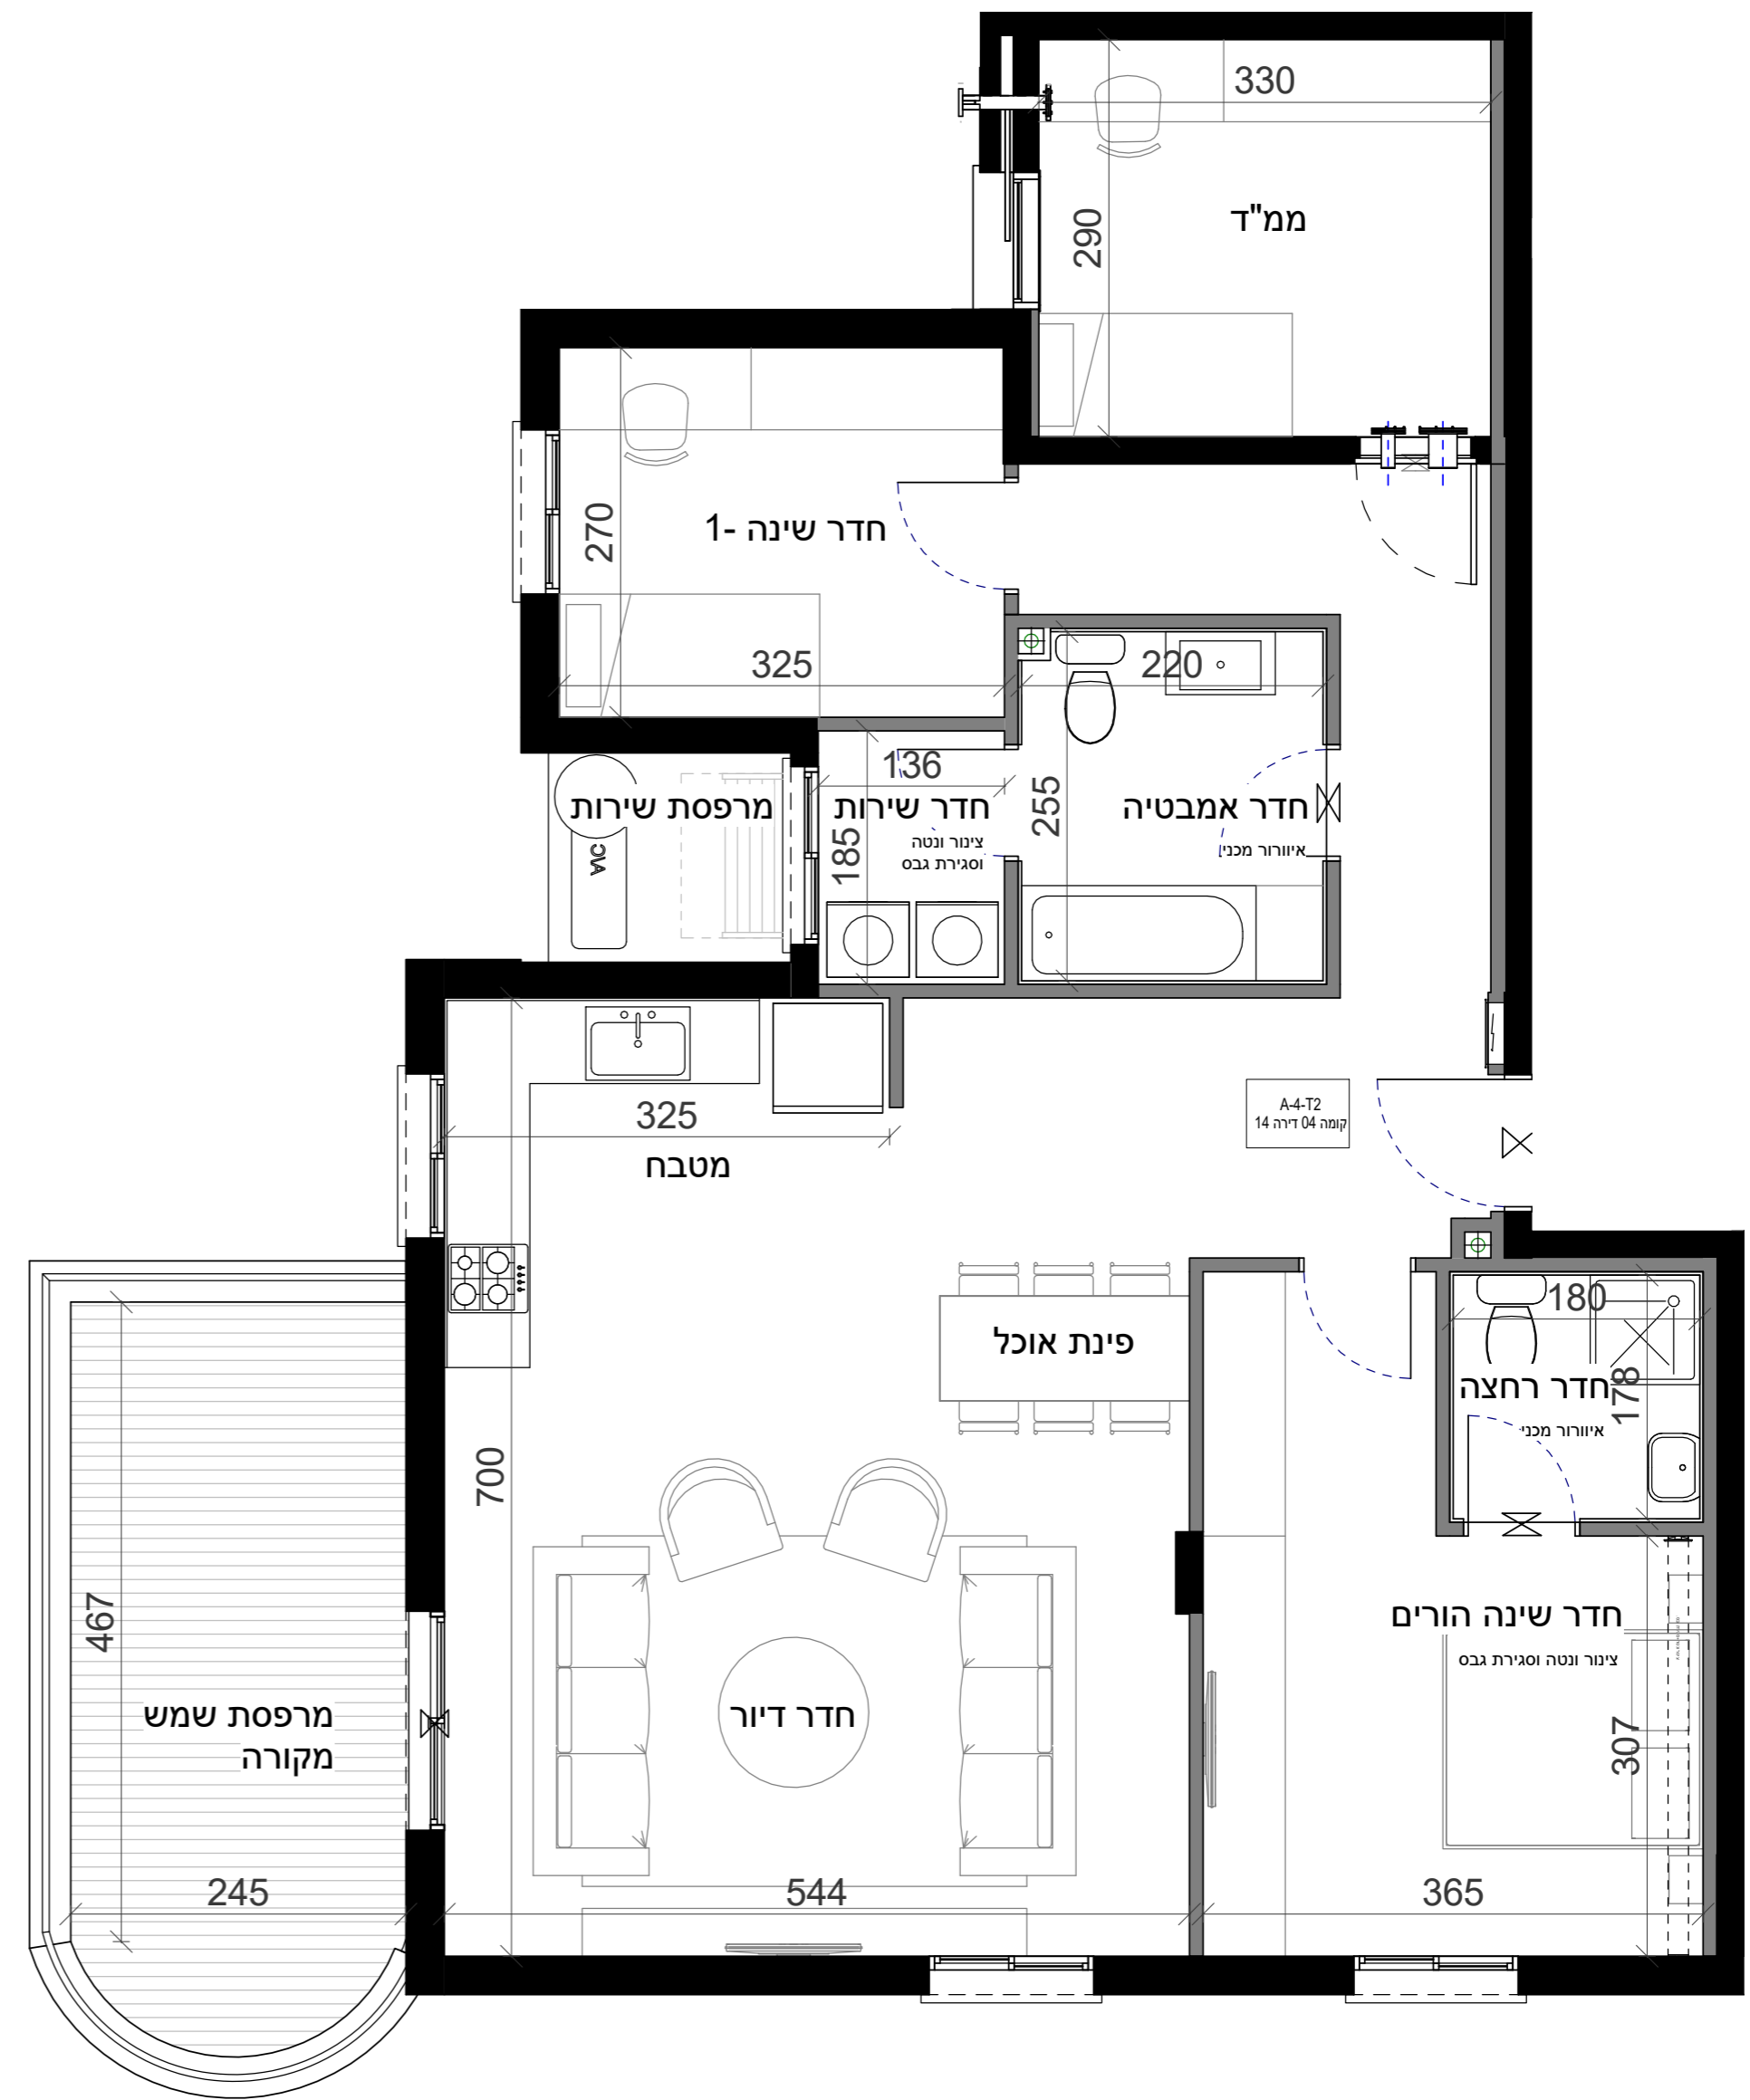 330
290
ממ"ד
270
חדר שינה -1
325
220
136
מרפסת שירות
חדר שירות
185
צינור ונטה
וסגירת גבס
255
חדר אמבטיה
איוורור מכני
A/C
325
מטבח
A-4-T2
קומה 04 דירה 14
פינת אוכל
180
חדר רחצה
178
איוורור מכני
700
467
חדר שינה הורים
צינור ונטה וסגירת גבס
307
מרפסת שמש
מקורה
חדר דיור
245
544
365